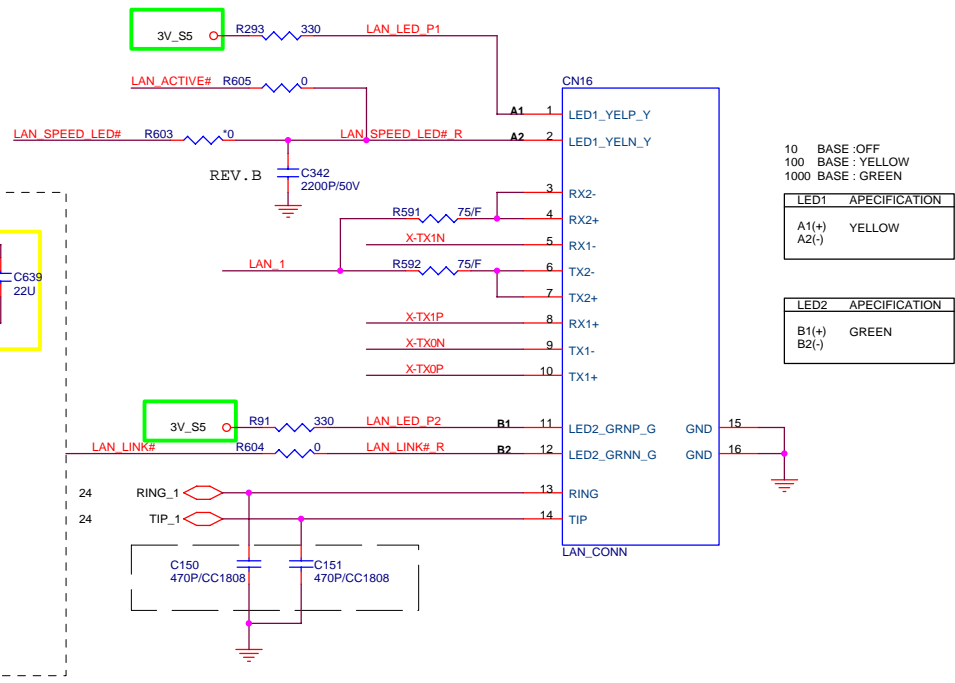 3V_S5 R293 330 LAN_LED_P1
LAN_ACTIVE# R605 0
CN16
A1 1 LED1_YELP_Y
LAN_SPEED_LED# R603 *0 LAN_SPEED_LED#_R A2 2 LED1_YELN_Y
10 BASE :OFF
100 BASE : YELLOW
1000 BASE : GREEN
REV.B C342
2200P/50V
3 RX2-
LED1 APECIFICATION
A1(+) YELLOW
A2(-)
R591 75/F 4 RX2+
X-TX1N 5 RX1-
LAN_1 R592 75/F 6 TX2-
C639
22U
7 TX2+
LED2 APECIFICATION
B1(+) GREEN
B2(-)
X-TX1P 8 RX1+
X-TX0N 9 TX1-
X-TX0P 10 TX1+
3V_S5 R91 330 LAN_LED_P2 B1 11 LED2_GRNP_G GND 15
LAN_LINK# R604 0 LAN_LINK#_R B2 12 LED2_GRNN_G GND 16
24 RING_1 13 RING
24 TIP_1 14 TIP
LAN_CONN
C150
470P/CC1808
C151
470P/CC1808